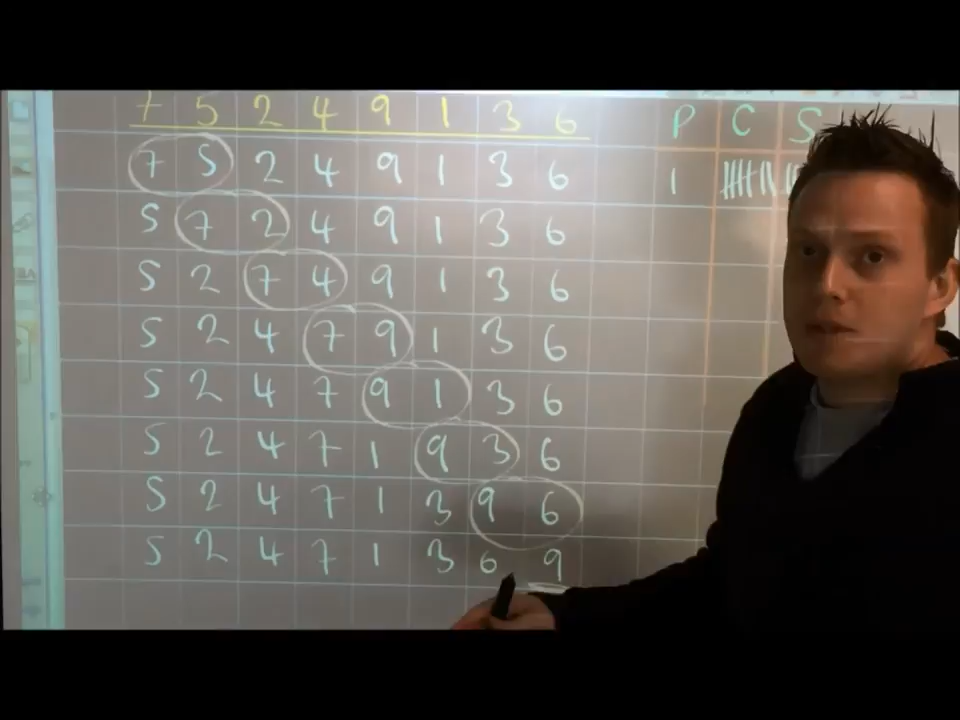 7 5 2 4 9 1 3 6 P C S
7 5 2 4 9 1 3 6 1
5 7 2 4 9 1 3 6
5 2 7 4 9 1 3 6
5 2 4 7 9 1 3 6
5 2 4 7 9 1 3 6
5 2 4 7 1 9 3 6
5 2 4 7 1 3 9 6
5 2 4 7 1 3 6 9